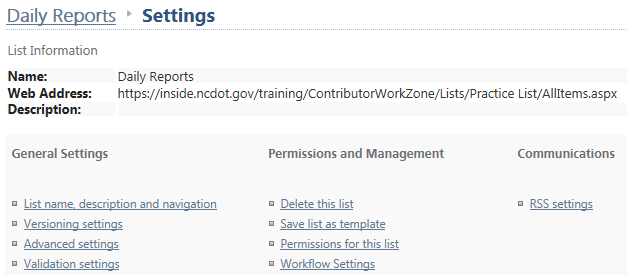 Daily Reports ▸ Settings
List Information
Name: Daily Reports
Web Address: https://inside.ncdot.gov/training/ContributorWorkZone/Lists/Practice List/AllItems.aspx
Description:
General Settings Permissions and Management Communications
List name, description and navigation Delete this list RSS settings
Versioning settings Save list as template
Advanced settings Permissions for this list
Validation settings Workflow Settings